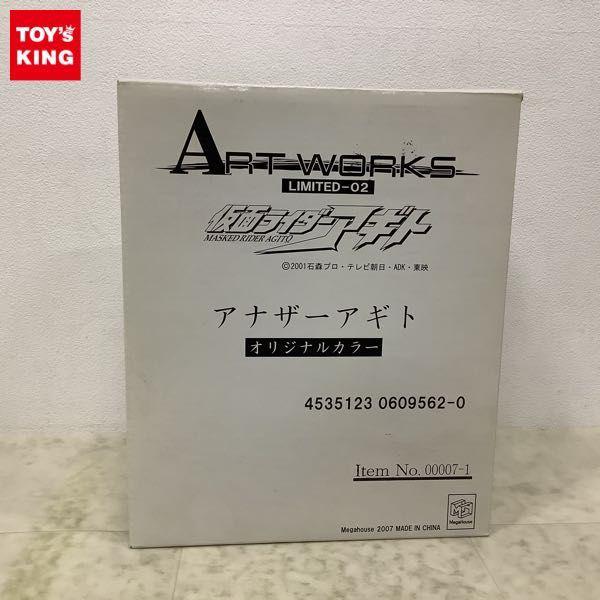 TOY's
KING
ART WORKS
LIMITED-02
仮面ライダーアギト
MASKED RIDER AGITO
©2001石森プロ・テレビ朝日・ADK・東映
アナザーアギト
オリジナルカラー
4535123 0609562-0
Item No. 00007-1
Megahouse 2007 MADE IN CHINA
Megahouse